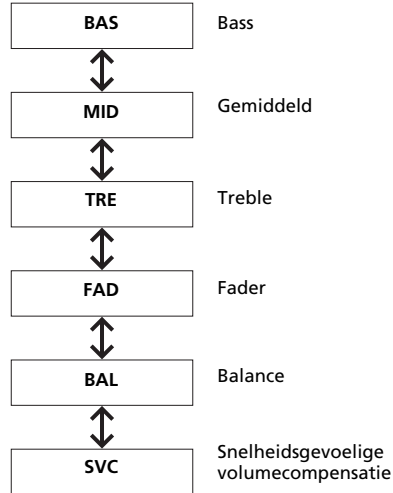 BAS Bass
MID Gemiddeld
TRE Treble
FAD Fader
BAL Balance
SVC Snelheidsgevoelige
volumecompensatie